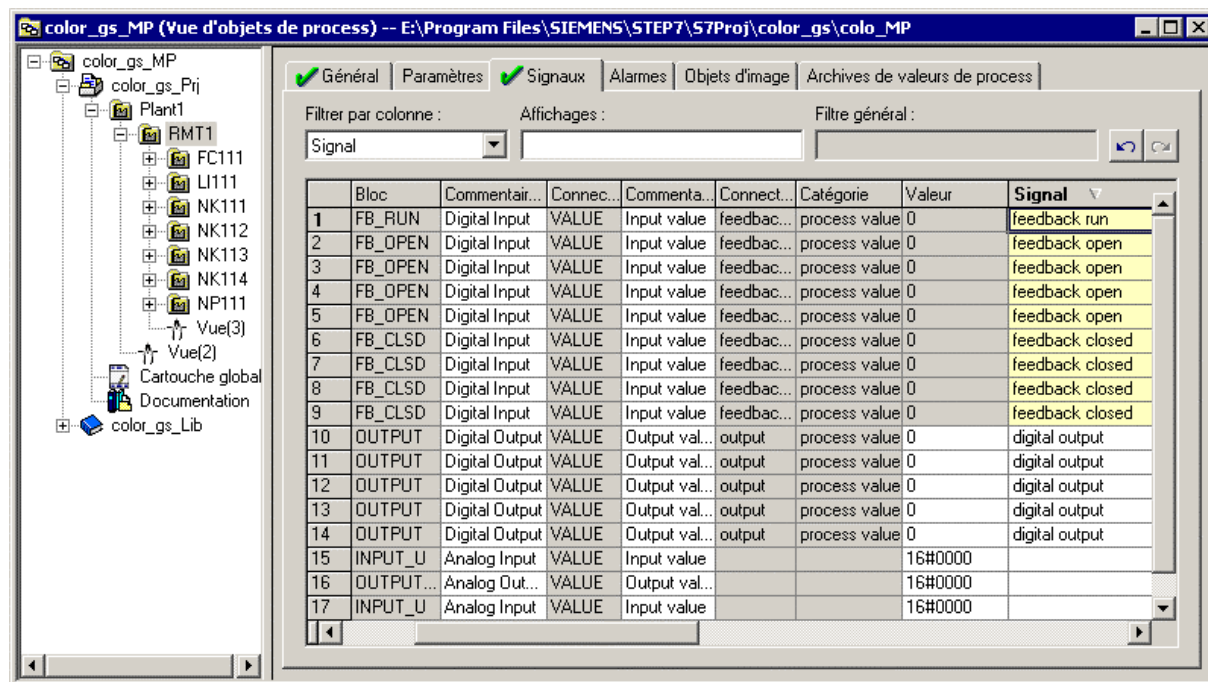 color_gs_MP (Vue d'objets de process) -- E:\Program Files\SIEMENS\STEP7\S7Proj\color_gs\colo_MP
color_gs_MP
color_gs_Prj
Plant1
RMT1
FC111
LI111
NK111
NK112
NK113
NK114
NP111
Vue(3)
Vue(2)
Cartouche global
Documentation
color_gs_Lib
Général Paramètres Signaux Alarmes Objets d'image Archives de valeurs de process
Filtrer par colonne : Affichages : Filtre général :
Signal
Bloc Commentair... Connec... Commenta... Connect... Catégorie Valeur Signal
1 FB_RUN Digital Input VALUE Input value feedbac... process value 0 feedback run
2 FB_OPEN Digital Input VALUE Input value feedbac... process value 0 feedback open
3 FB_OPEN Digital Input VALUE Input value feedbac... process value 0 feedback open
4 FB_OPEN Digital Input VALUE Input value feedbac... process value 0 feedback open
5 FB_OPEN Digital Input VALUE Input value feedbac... process value 0 feedback open
6 FB_CLSD Digital Input VALUE Input value feedbac... process value 0 feedback closed
7 FB_CLSD Digital Input VALUE Input value feedbac... process value 0 feedback closed
8 FB_CLSD Digital Input VALUE Input value feedbac... process value 0 feedback closed
9 FB_CLSD Digital Input VALUE Input value feedbac... process value 0 feedback closed
10 OUTPUT Digital Output VALUE Output val... output process value 0 digital output
11 OUTPUT Digital Output VALUE Output val... output process value 0 digital output
12 OUTPUT Digital Output VALUE Output val... output process value 0 digital output
13 OUTPUT Digital Output VALUE Output val... output process value 0 digital output
14 OUTPUT Digital Output VALUE Output val... output process value 0 digital output
15 INPUT_U Analog Input VALUE Input value 16#0000
16 OUTPUT... Analog Out... VALUE Output val... 16#0000
17 INPUT_U Analog Input VALUE Input value 16#0000